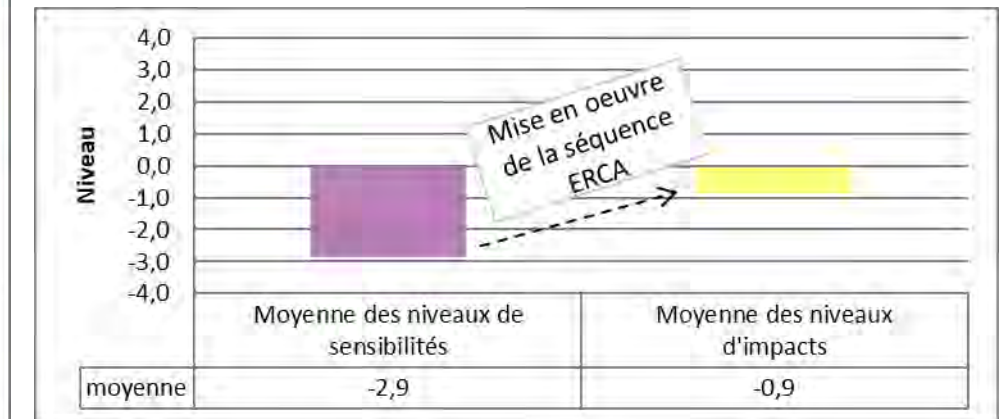 4,0
3,0
2,0
1,0
0,0
-1,0
-2,0
-3,0
-4,0
Niveau
Mise en oeuvre
de la séquence
ERCA
Moyenne des niveaux de
sensibilités
Moyenne des niveaux
d'impacts
moyenne
-2,9
-0,9